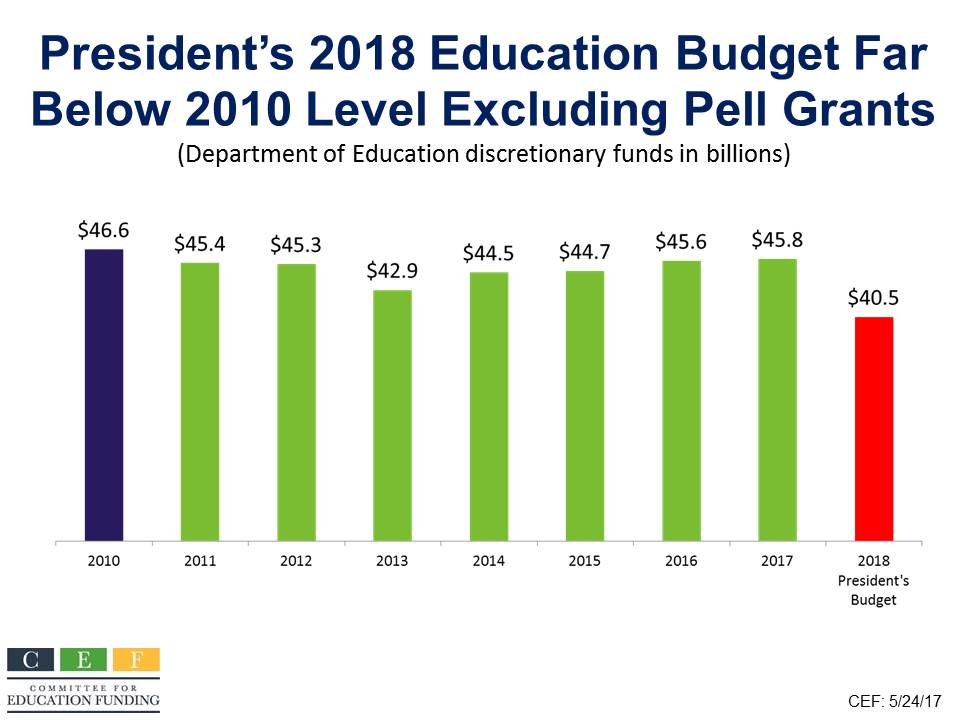 President’s 2018 Education Budget Far
Below 2010 Level Excluding Pell Grants
(Department of Education discretionary funds in billions)
$46.6
$45.4
$45.3
$42.9
$44.5
$44.7
$45.6
$45.8
$40.5
2010 2011 2012 2013 2014 2015 2016 2017 2018
President's
Budget
C E F
COMMITTEE FOR
EDUCATION FUNDING
CEF: 5/24/17